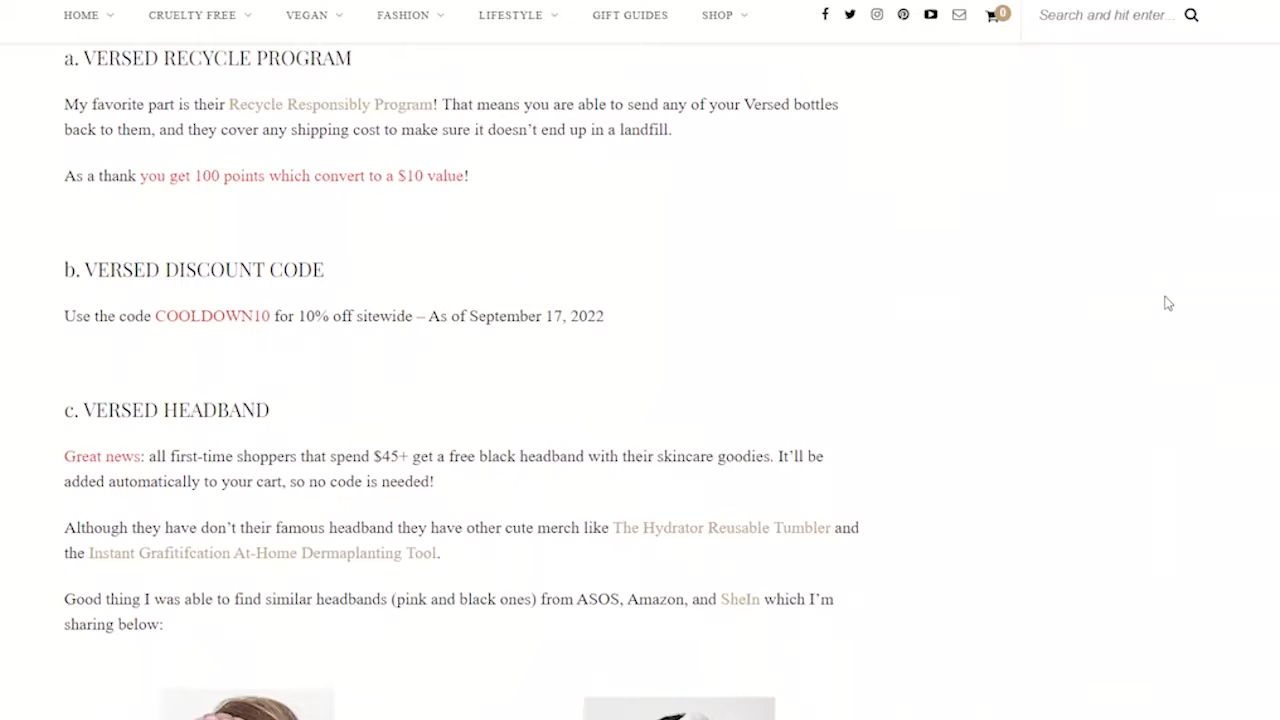 HOME CRUELTY FREE VEGAN FASHION LIFESTYLE GIFT GUIDES SHOP 0 Search and hit enter...
a. VERSED RECYCLE PROGRAM
My favorite part is their Recycle Responsibly Program! That means you are able to send any of your Versed bottles
back to them, and they cover any shipping cost to make sure it doesn’t end up in a landfill.
As a thank you get 100 points which convert to a $10 value!
b. VERSED DISCOUNT CODE
Use the code COOLDOWN10 for 10% off sitewide – As of September 17, 2022
c. VERSED HEADBAND
Great news: all first-time shoppers that spend $45+ get a free black headband with their skincare goodies. It’ll be
added automatically to your cart, so no code is needed!
Although they have don’t their famous headband they have other cute merch like The Hydrator Reusable Tumbler and
the Instant Grafitifcation At-Home Dermaplanting Tool.
Good thing I was able to find similar headbands (pink and black ones) from ASOS, Amazon, and SheIn which I’m
sharing below: